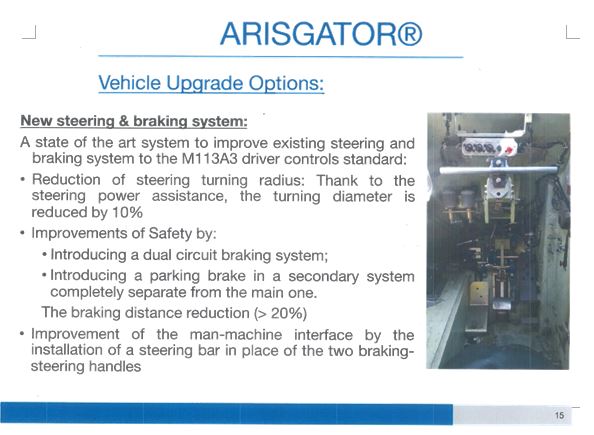 ARISGATOR®
Vehicle Upgrade Options:
New steering & braking system:
A state of the art system to improve existing steering and
braking system to the M113A3 driver controls standard:
• Reduction of steering turning radius: Thank to the
steering power assistance, the turning diameter is
reduced by 10%
• Improvements of Safety by:
• Introducing a dual circuit braking system;
• Introducing a parking brake in a secondary system
completely separate from the main one.
The braking distance reduction (> 20%)
• Improvement of the man-machine interface by the
installation of a steering bar in place of the two braking-
steering handles
15